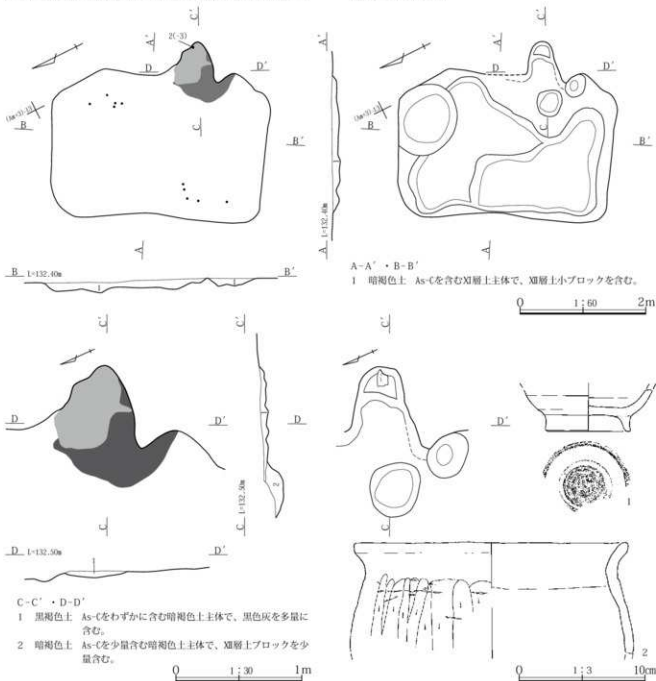 C′
2(-3)
A′
D
D′
B
C
B′
A
A′
L=132.40m
A
C′
A′
D
D′
B
C
B′
A
B L=132.40m
B′
1
A-A′・B-B′
1 暗褐色土 As-Cを含むXI層土主体で、XII層土小ブロックを含む。
0 1:60 2m
C′
D
D′
C
C′
D
2
L=132.50m
C
C′
D
D′
C
1
D L=132.50m
D′
1
C-C′・D-D′
1 黒褐色土 As-Cをわずかに含む暗褐色土主体で、黒色灰を多量に
含む。
2 暗褐色土 As-Cを少量含む暗褐色土主体で、XII層土ブロックを少
量含む。
0 1:30 1m
2
0 1:3 10cm